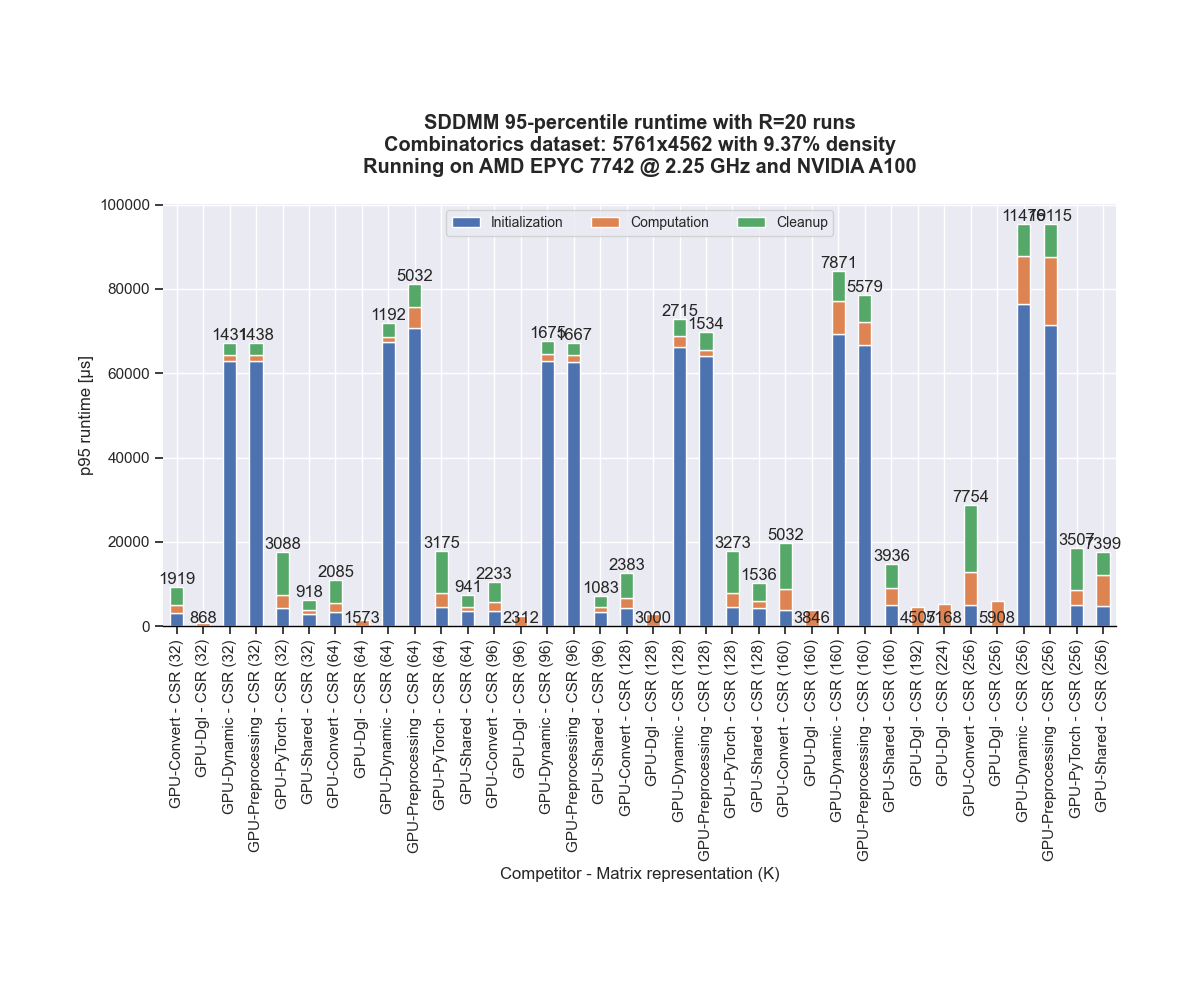 SDDMM 95-percentile runtime with R=20 runs
Combinatorics dataset: 5761x4562 with 9.37% density
Running on AMD EPYC 7742 @ 2.25 GHz and NVIDIA A100
Initialization
Computation
Cleanup
p95 runtime [µs]
100000
80000
60000
40000
20000
0
1919
868
1431
1438
3088
918
2085
1573
1192
5032
3175
941
2233
2312
1675
1667
1083
2383
3000
2715
1534
3273
1536
5032
3846
7871
5579
3936
4507
5168
7754
5908
3507
7399
GPU-Convert - CSR (32)
GPU-Dgl - CSR (32)
GPU-Dynamic - CSR (32)
GPU-Preprocessing - CSR (32)
GPU-PyTorch - CSR (32)
GPU-Shared - CSR (32)
GPU-Convert - CSR (64)
GPU-Dgl - CSR (64)
GPU-Dynamic - CSR (64)
GPU-Preprocessing - CSR (64)
GPU-PyTorch - CSR (64)
GPU-Shared - CSR (64)
GPU-Convert - CSR (96)
GPU-Dgl - CSR (96)
GPU-Dynamic - CSR (96)
GPU-Preprocessing - CSR (96)
GPU-Shared - CSR (96)
GPU-Convert - CSR (128)
GPU-Dgl - CSR (128)
GPU-Dynamic - CSR (128)
GPU-Preprocessing - CSR (128)
GPU-PyTorch - CSR (128)
GPU-Shared - CSR (128)
GPU-Convert - CSR (160)
GPU-Dgl - CSR (160)
GPU-Dynamic - CSR (160)
GPU-Preprocessing - CSR (160)
GPU-Shared - CSR (160)
GPU-Dgl - CSR (192)
GPU-Dgl - CSR (224)
GPU-Convert - CSR (256)
GPU-Dgl - CSR (256)
GPU-Dynamic - CSR (256)
GPU-Preprocessing - CSR (256)
GPU-PyTorch - CSR (256)
GPU-Shared - CSR (256)
Competitor - Matrix representation (K)